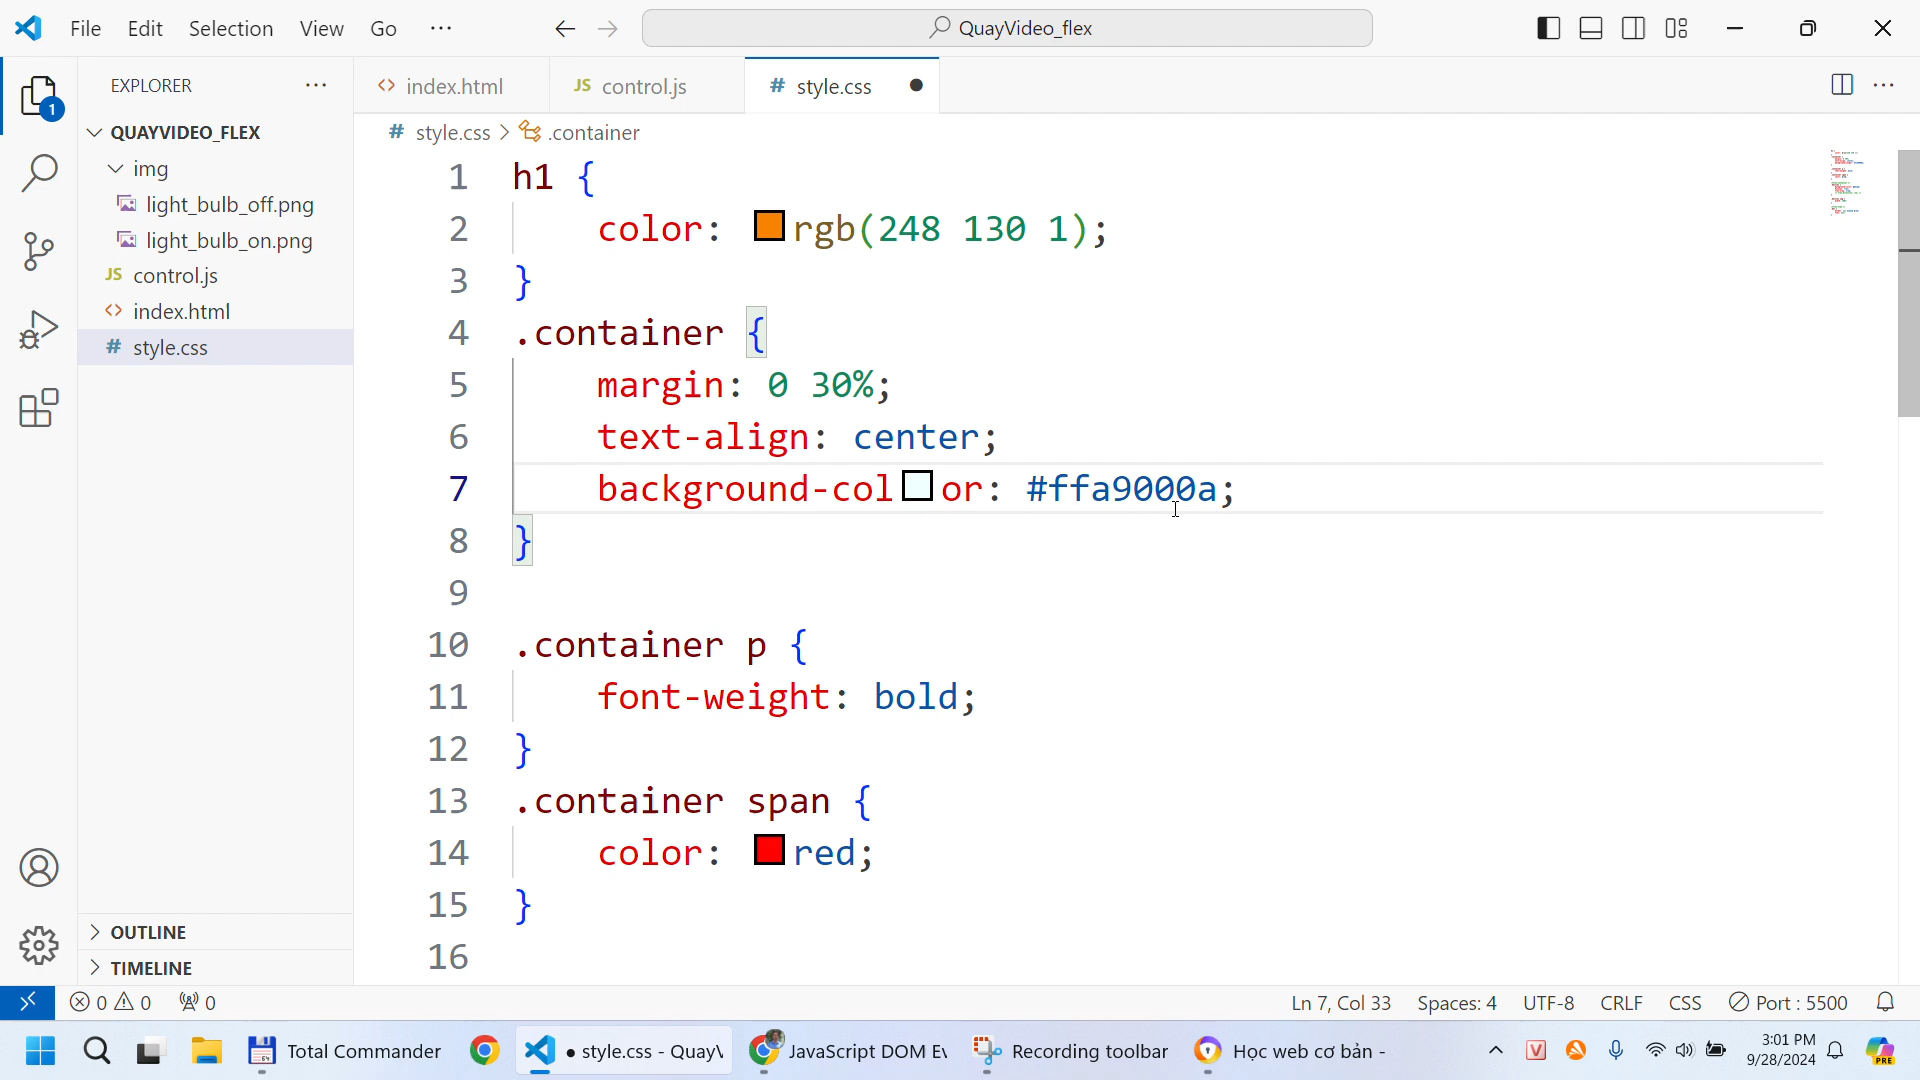 File Edit Selection View Go ...
QuayVideo_flex
EXPLORER ...
index.html
JS control.js
# style.css
1
QUAYVIDEO_FLEX
img
light_bulb_off.png
light_bulb_on.png
JS control.js
<> index.html
# style.css
OUTLINE
TIMELINE
# style.css > .container
1 h1 {
2 color: rgb(248 130 1);
3 }
4 .container {
5 margin: 0 30%;
6 text-align: center;
7 background-color: #ffa9000a;
8 }
9
10 .container p {
11 font-weight: bold;
12 }
13 .container span {
14 color: red;
15 }
16
0 0 0
Ln 7, Col 33 Spaces: 4 UTF-8 CRLF CSS Port : 5500
Total Commander
● style.css - QuayV
JavaScript DOM Ev
Recording toolbar
Học web cơ bản -
3:01 PM
9/28/2024
PRE